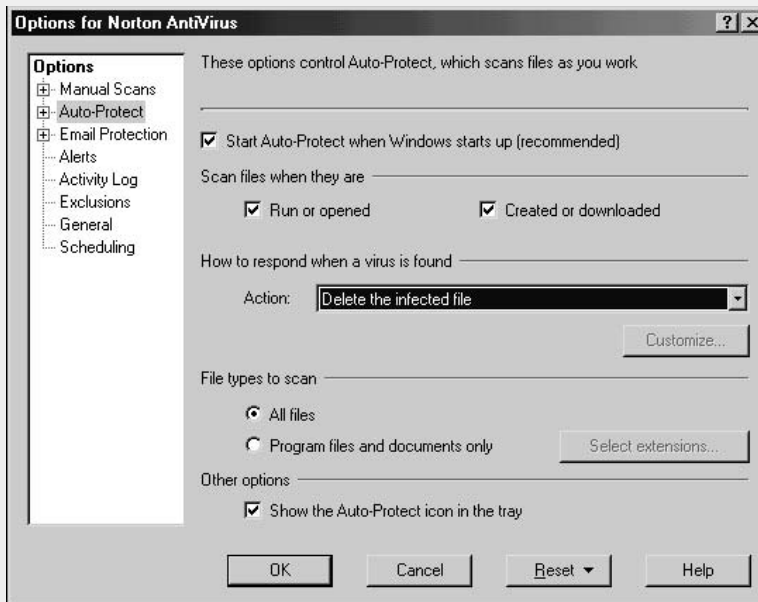 Options for Norton AntiVirus
Options
Manual Scans
Auto-Protect
Email Protection
Alerts
Activity Log
Exclusions
General
Scheduling
These options control Auto-Protect, which scans files as you work
Start Auto-Protect when Windows starts up (recommended)
Scan files when they are
Run or opened Created or downloaded
How to respond when a virus is found
Action: Delete the infected file
Customize...
File types to scan
All files
Program files and documents only Select extensions...
Other options
Show the Auto-Protect icon in the tray
OK Cancel Reset Help